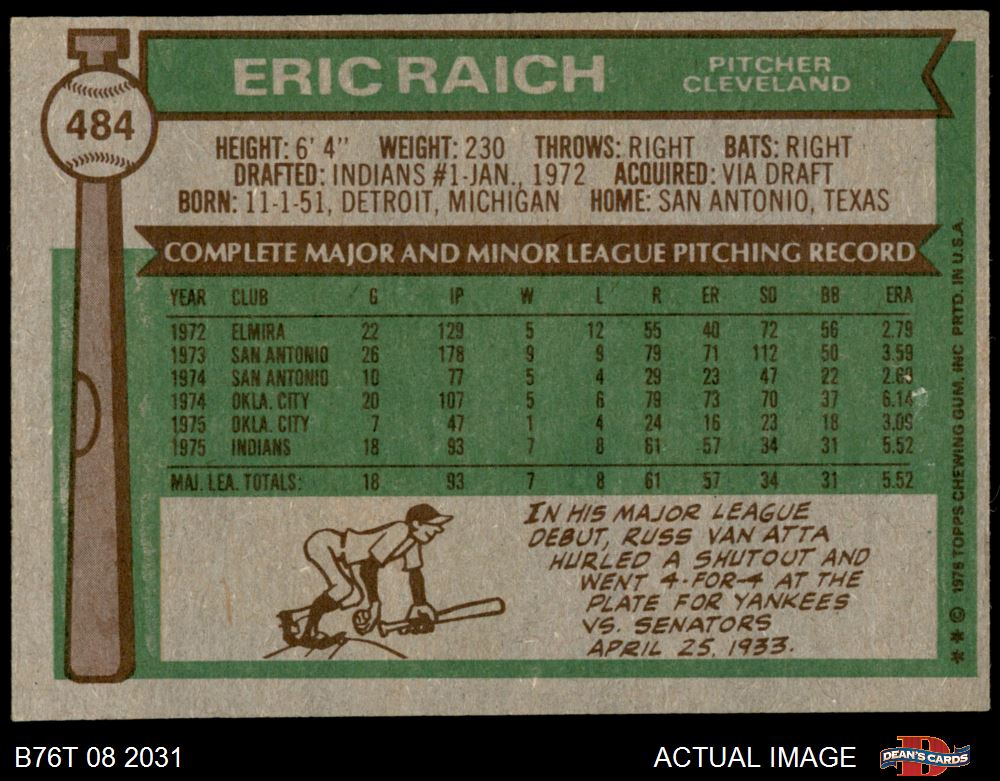 ERIC RAICH
PITCHER
CLEVELAND
484
HEIGHT: 6' 4" WEIGHT: 230 THROWS: RIGHT BATS: RIGHT
DRAFTED: INDIANS #1-JAN., 1972 ACQUIRED: VIA DRAFT
BORN: 11-1-51, DETROIT, MICHIGAN HOME: SAN ANTONIO, TEXAS
COMPLETE MAJOR AND MINOR LEAGUE PITCHING RECORD
YEAR CLUB G IP W L R ER SO BB ERA
1972 ELMIRA 22 129 5 12 55 40 72 56 2.79
1973 SAN ANTONIO 26 178 9 9 79 71 112 50 3.59
1974 SAN ANTONIO 10 77 5 4 29 23 47 22 2.69
1974 OKLA. CITY 20 107 5 6 79 73 70 37 6.14
1975 OKLA. CITY 7 47 1 4 24 16 23 18 3.09
1975 INDIANS 18 93 7 8 61 57 34 31 5.52
MAJ. LEA. TOTALS: 18 93 7 8 61 57 34 31 5.52
IN HIS MAJOR LEAGUE
DEBUT, RUSS VAN ATTA
HURLED A SHUTOUT AND
WENT 4-FOR-4 AT THE
PLATE FOR YANKEES
VS. SENATORS
APRIL 25, 1933.
* * © 1976 TOPPS CHEWING GUM, INC PRTD. IN U.S.A.
B76T 08 2031
ACTUAL IMAGE
D
DEAN'S CARDS